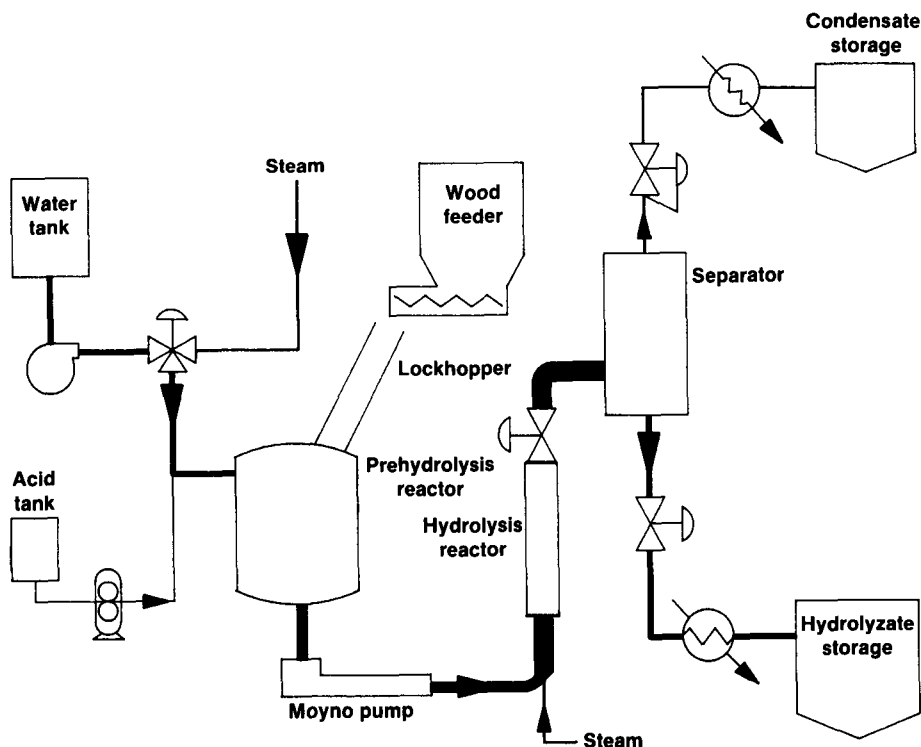 Condensate
storage
Steam
Wood
feeder
Water
tank
Separator
Lockhopper
Prehydrolysis
reactor
Acid
tank
Hydrolysis
reactor
Hydrolyzate
storage
Moyno pump
Steam